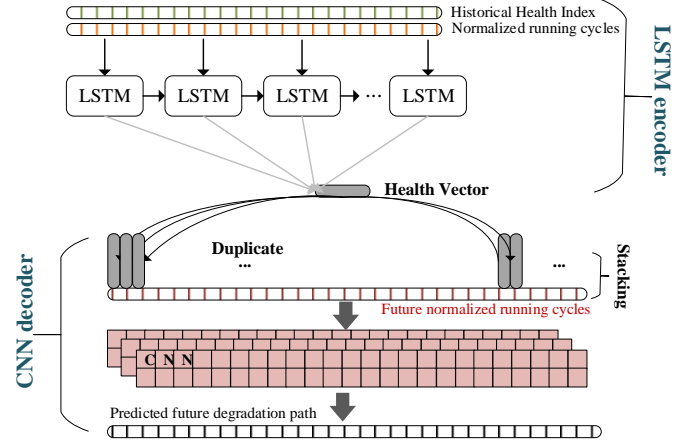 Historical Health Index
Normalized running cycles
LSTM encoder
LSTM LSTM LSTM ... LSTM
Health Vector
Duplicate
... ...
Stacking
Future normalized running cycles
CNN decoder
C N N
Predicted future degradation path